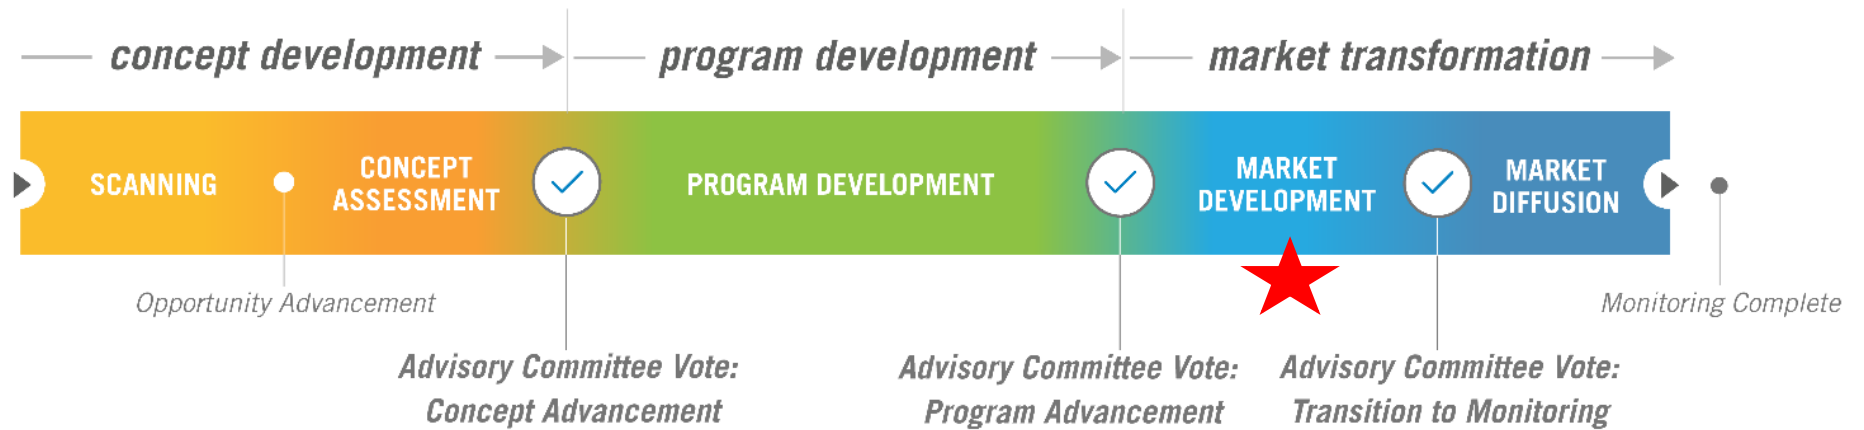 concept development
program development
market transformation
SCANNING
CONCEPT
ASSESSMENT
PROGRAM DEVELOPMENT
MARKET
DEVELOPMENT
MARKET
DIFFUSION
Opportunity Advancement
Monitoring Complete
Advisory Committee Vote:
Concept Advancement
Advisory Committee Vote:
Program Advancement
Advisory Committee Vote:
Transition to Monitoring